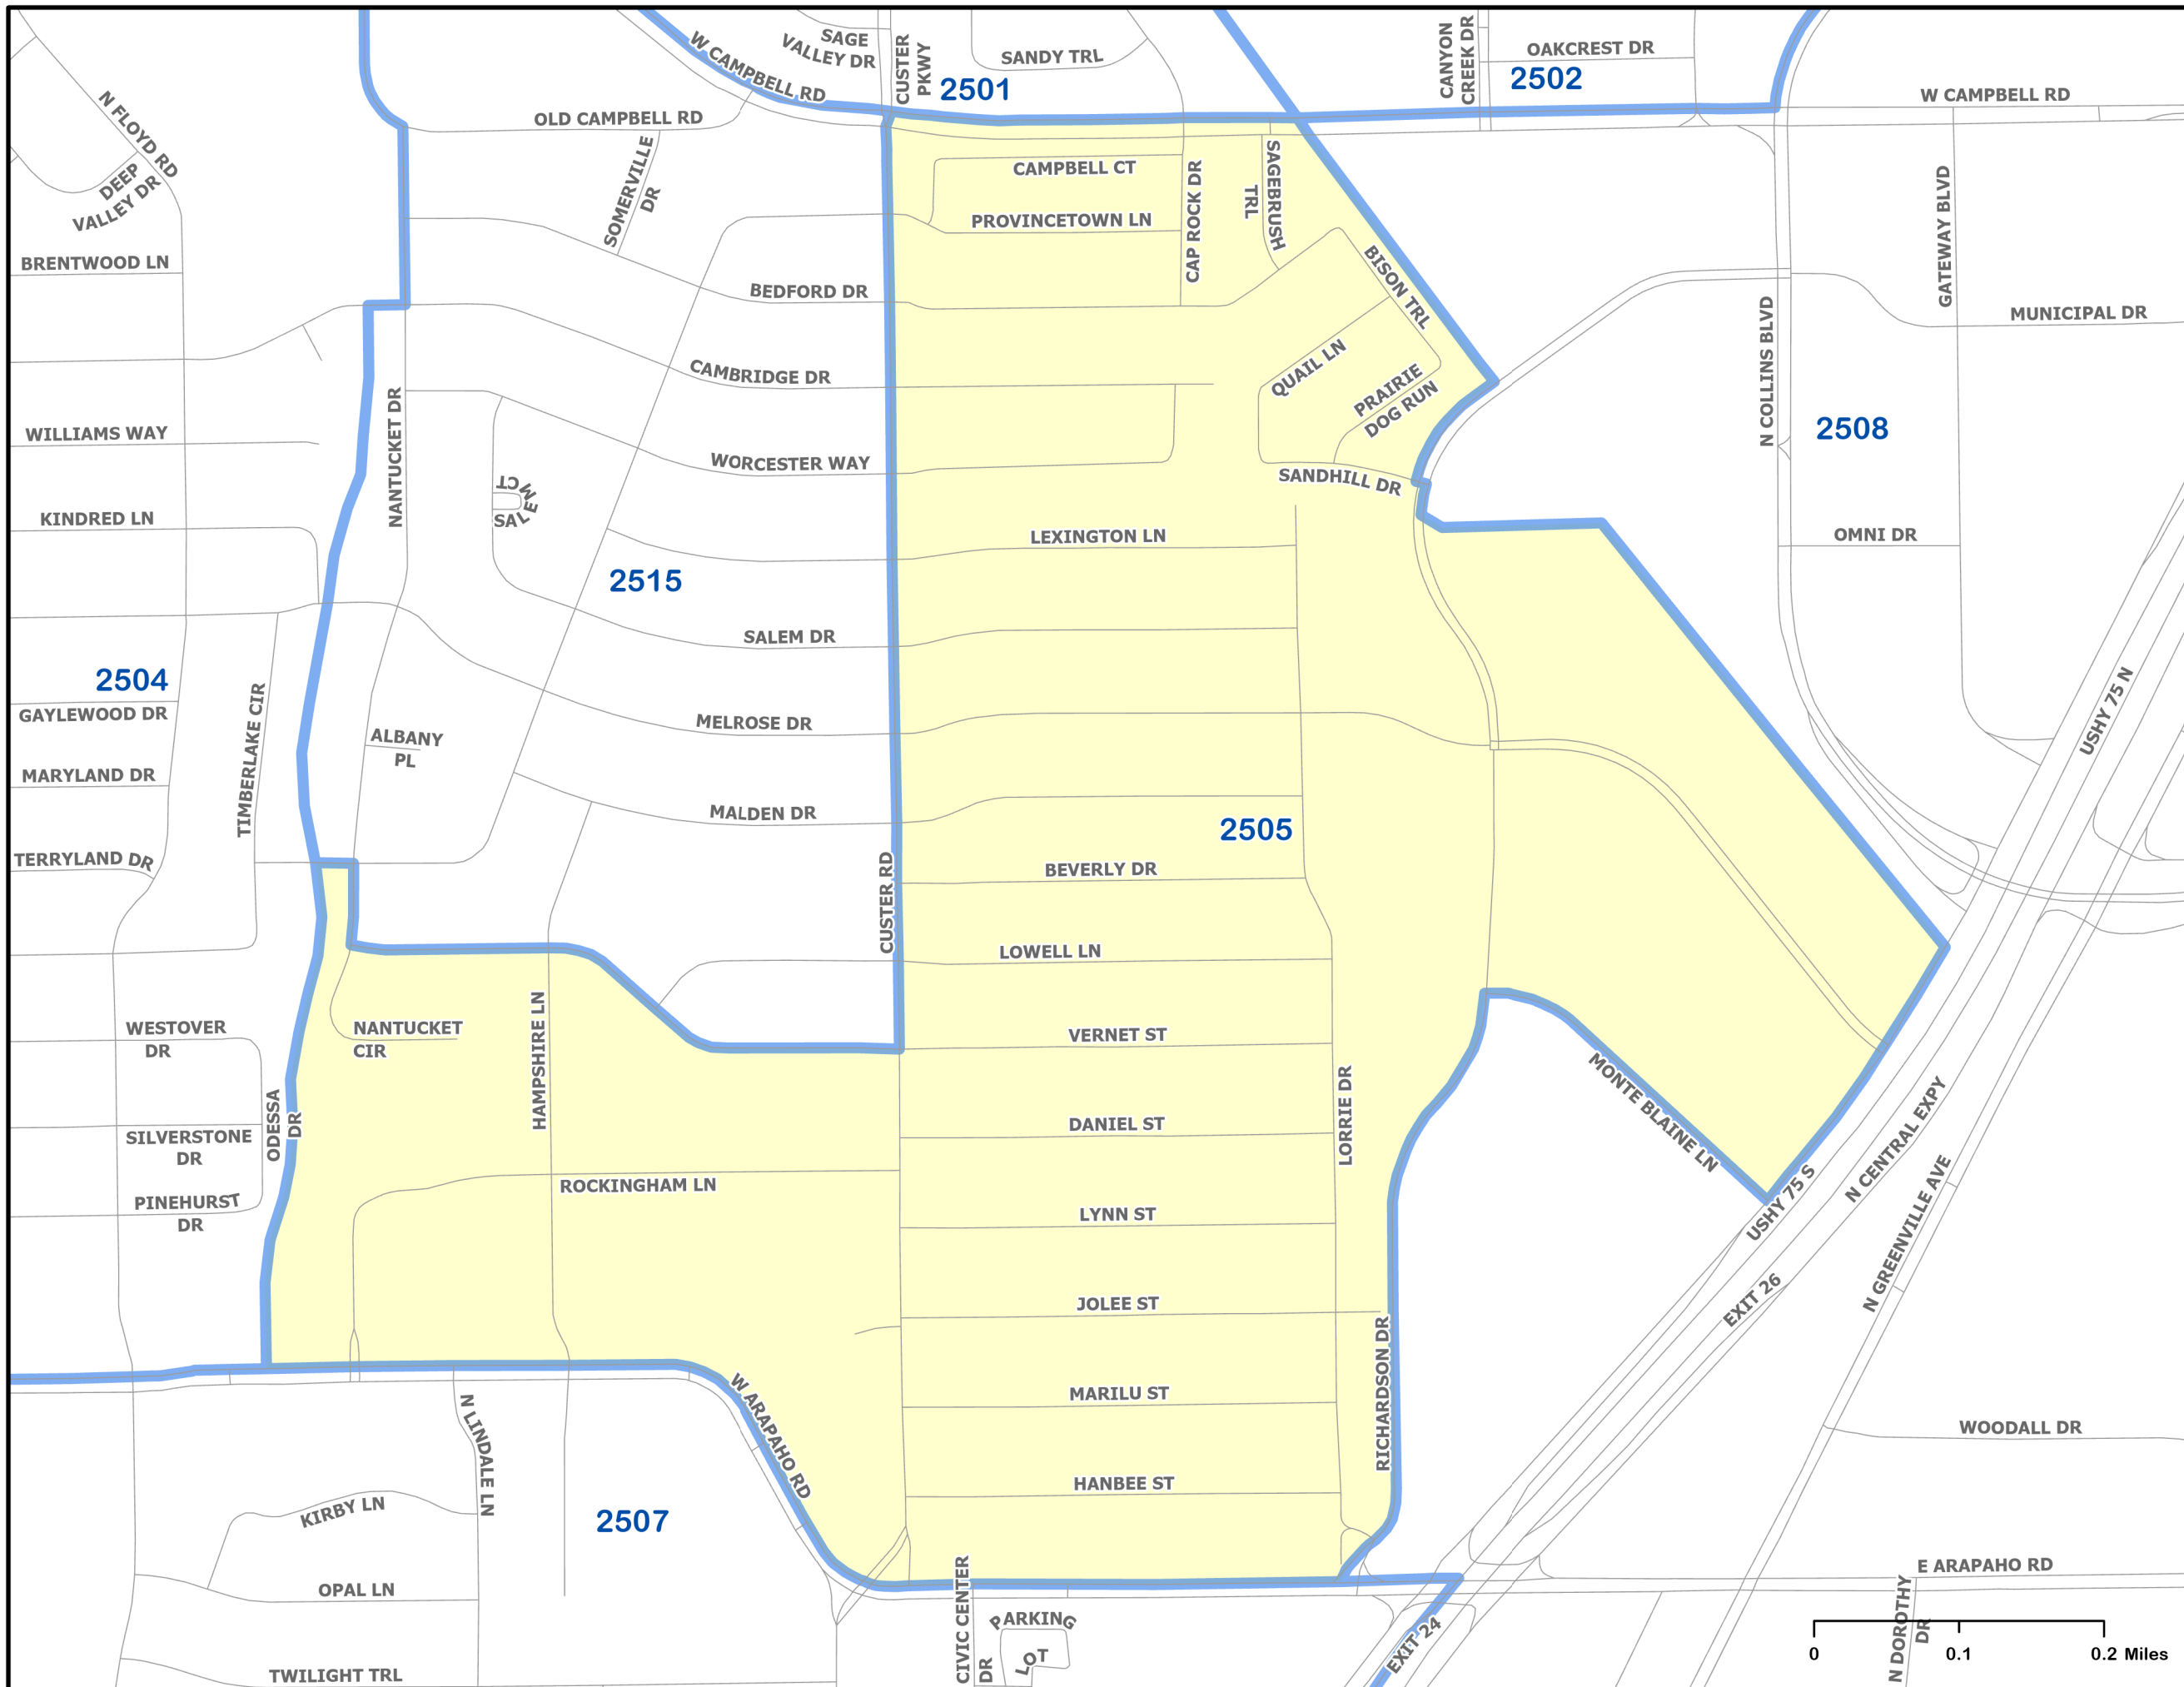 SAGE
VALLEY DR
CUSTER
PKWY
SANDY TRL
CANYON
CREEK DR
OAKCREST DR
W CAMPBELL RD
2501
2502
W CAMPBELL RD
N FLOYD RD
OLD CAMPBELL RD
DEEP
VALLEY DR
SOMERVILLE
DR
CAMPBELL CT
CAP ROCK DR
SAGEBRUSH
TRL
PROVINCETOWN LN
GATEWAY BLVD
BRENTWOOD LN
BEDFORD DR
BISON TRL
MUNICIPAL DR
N COLLINS BLVD
CAMBRIDGE DR
QUAIL LN
PRAIRIE
DOG RUN
2508
WILLIAMS WAY
NANTUCKET DR
WORCESTER WAY
SANDHILL DR
SALEM CT
KINDRED LN
LEXINGTON LN
OMNI DR
2515
SALEM DR
2504
GAYLEWOOD DR
TIMBERLAKE CIR
ALBANY
PL
MELROSE DR
USHY 75 N
MARYLAND DR
MALDEN DR
2505
TERRYLAND DR
CUSTER RD
BEVERLY DR
LOWELL LN
WESTOVER
DR
NANTUCKET
CIR
HAMPSHIRE LN
VERNET ST
MONTE BLAINE LN
ODESSA
DR
DANIEL ST
LORRIE DR
N CENTRAL EXPY
SILVERSTONE
DR
ROCKINGHAM LN
PINEHURST
DR
LYNN ST
USHY 75 S
N GREENVILLE AVE
JOLEE ST
EXIT 26
RICHARDSON DR
W ARAPAHO RD
MARILU ST
N LINDALE LN
WOODALL DR
HANBEE ST
KIRBY LN
2507
OPAL LN
CIVIC CENTER
DR
E ARAPAHO RD
N DOROTHY
DR
PARKING
LOT
EXIT 24
TWILIGHT TRL
0 0.1 0.2 Miles